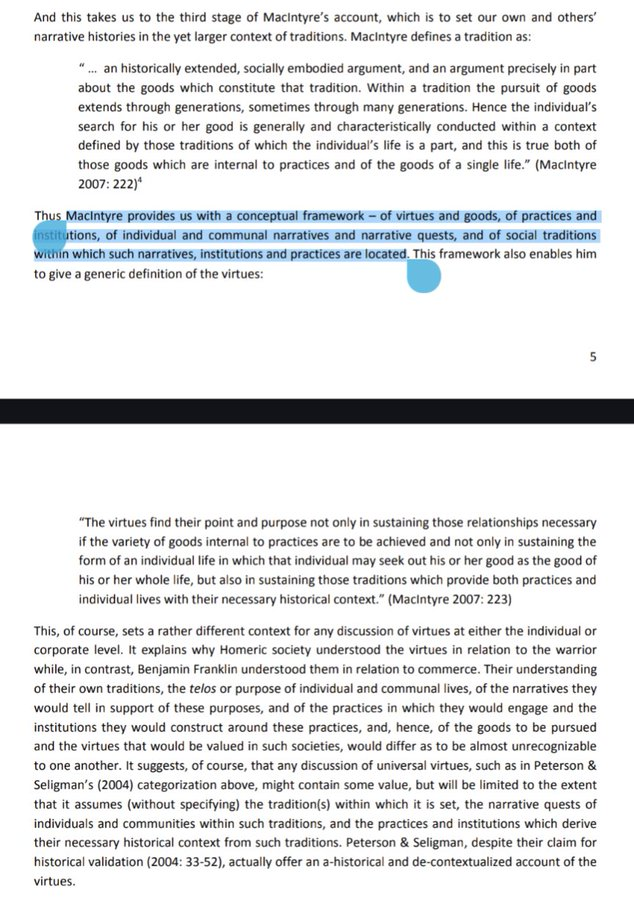 And this takes us to the third stage of MacIntyre’s account, which is to set our own and others’
narrative histories in the yet larger context of traditions. MacIntyre defines a tradition as:
“ ... an historically extended, socially embodied argument, and an argument precisely in part
about the goods which constitute that tradition. Within a tradition the pursuit of goods
extends through generations, sometimes through many generations. Hence the individual’s
search for his or her good is generally and characteristically conducted within a context
defined by those traditions of which the individual’s life is a part, and this is true both of
those goods which are internal to practices and of the goods of a single life.” (MacIntyre
2007: 222)⁴
Thus MacIntyre provides us with a conceptual framework – of virtues and goods, of practices and
institutions, of individual and communal narratives and narrative quests, and of social traditions
within which such narratives, institutions and practices are located. This framework also enables him
to give a generic definition of the virtues:
5
“The virtues find their point and purpose not only in sustaining those relationships necessary
if the variety of goods internal to practices are to be achieved and not only in sustaining the
form of an individual life in which that individual may seek out his or her good as the good of
his or her whole life, but also in sustaining those traditions which provide both practices and
individual lives with their necessary historical context.” (MacIntyre 2007: 223)
This, of course, sets a rather different context for any discussion of virtues at either the individual or
corporate level. It explains why Homeric society understood the virtues in relation to the warrior
while, in contrast, Benjamin Franklin understood them in relation to commerce. Their understanding
of their own traditions, the telos or purpose of individual and communal lives, of the narratives they
would tell in support of these purposes, and of the practices in which they would engage and the
institutions they would construct around these practices, and, hence, of the goods to be pursued
and the virtues that would be valued in such societies, would differ as to be almost unrecognizable
to one another. It suggests, of course, that any discussion of universal virtues, such as in Peterson &
Seligman’s (2004) categorization above, might contain some value, but will be limited to the extent
that it assumes (without specifying) the tradition(s) within which it is set, the narrative quests of
individuals and communities within such traditions, and the practices and institutions which derive
their necessary historical context from such traditions. Peterson & Seligman, despite their claim for
historical validation (2004: 33-52), actually offer an a-historical and de-contextualized account of the
virtues.